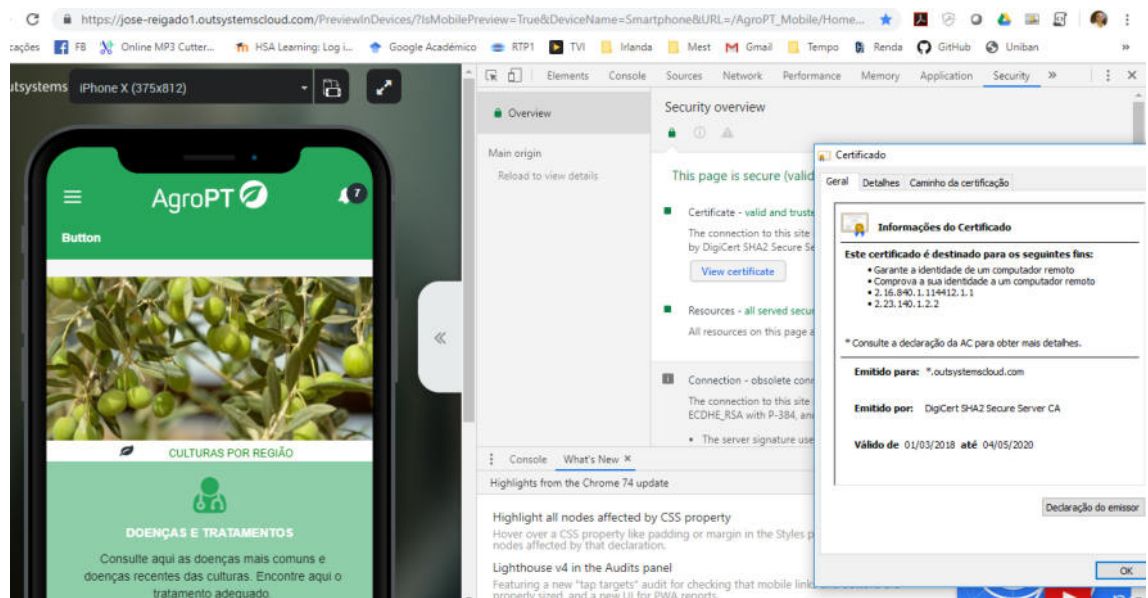 https://jose-reigado1.outsystemscloud.com/PreviewInDevices/?IsMobilePreview=True&DeviceName=Smartphone&URL=/AgroPT_Mobile/Home...
cações FB Online MP3 Cutter... HSA Learning: Log i... Google Académico RTP1 TVI Irlanda Mest Gmail Tempo Renda GitHub Uniban »
utsystems iPhone X (375x812)
AgroPT 7
Button
CULTURAS POR REGIÃO
DOENÇAS E TRATAMENTOS
Consulte aqui as doenças mais comuns e
doenças recentes das culturas. Encontre aqui o
tratamento adequado
Elements Console Sources Network Performance Memory Application Security »
Overview
Main origin
Reload to view details
Security overview
This page is secure (valid
Certificate - valid and truste
The connection to this site
by DigiCert SHA2 Secure Se
View certificate
Resources - all served secur
All resources on this page a
Connection - obsolete conn
The connection to this site
ECDHE_RSA with P-384, an
• The server signature use
Console What's New ×
Highlights from the Chrome 74 update
Highlight all nodes affected by CSS property
Hover over a CSS property like padding or margin in the Styles p
nodes affected by that declaration.
Lighthouse v4 in the Audits panel
Featuring a new "tap targets" audit for checking that mobile link
properly sized, and a new UI for PWA reports.
Certificado
Geral Detalhes Caminho da certificação
Informações do Certificado
Este certificado é destinado para os seguintes fins:
• Garante a identidade de um computador remoto
• Comprova a sua identidade a um computador remoto
• 2.16.840.1.114412.1.1
• 2.23.140.1.2.2
* Consulte a declaração da AC para obter mais detalhes.
Emitido para: *.outsystemscloud.com
Emitido por: DigiCert SHA2 Secure Server CA
Válido de 01/03/2018 até 04/05/2020
Declaração do emissor
OK